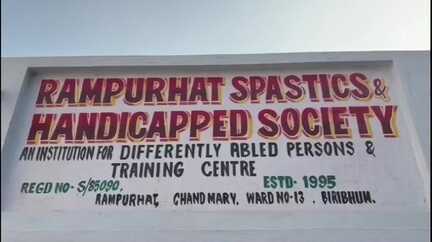 RAMPURHAT SPASTICS &
HANDICAPPED SOCIETY
AN INSTITUTION FOR DIFFERENTLY ABLED PERSONS &
TRAINING CENTRE
REGD NO- S/85090. ESTD- 1995
RAMPURHAT, CHANDMARY, WARD NO-13 . BIRIBHUM.